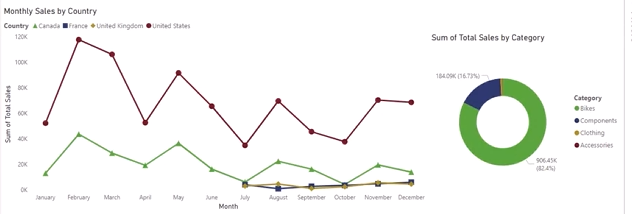 Monthly Sales by Country
Country Canada France United Kingdom United States
Sum of Total Sales
120K
100K
80K
60K
40K
20K
0K
January February March April May June July August September October November December
Month
Sum of Total Sales by Category
184.09K (16.73%)
906.45K
(82.4%)
Category
Bikes
Components
Clothing
Accessories